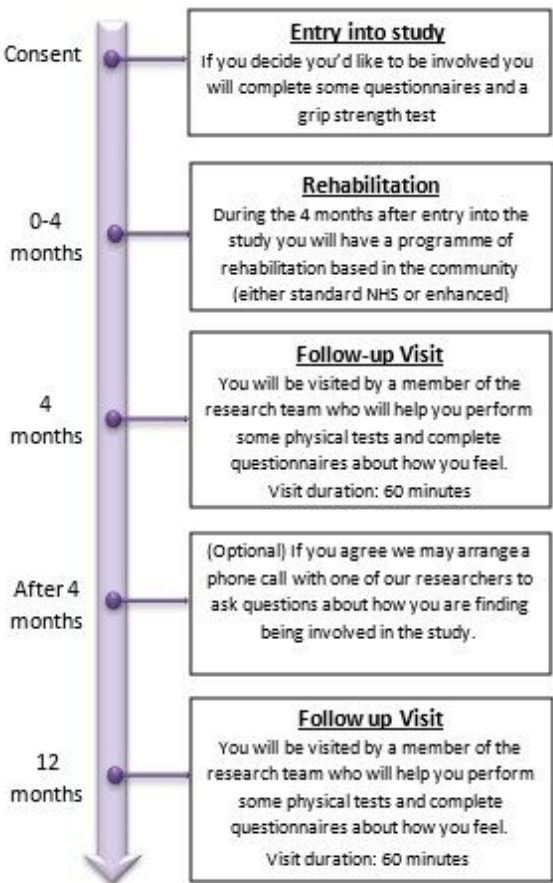 Consent
Entry into study
If you decide you'd like to be involved you
will complete some questionnaires and a
grip strength test
0-4
months
Rehabilitation
During the 4 months after entry into the
study you will have a programme of
rehabilitation based in the community
(either standard NHS or enhanced)
4
months
Follow-up Visit
You will be visited by a member of the
research team who will help you perform
some physical tests and complete
questionnaires about how you feel.
Visit duration: 60 minutes
After 4
months
(Optional) If you agree we may arrange a
phone call with one of our researchers to
ask questions about how you are finding
being involved in the study.
12
months
Follow up Visit
You will be visited by a member of the
research team who will help you perform
some physical tests and complete
questionnaires about how you feel.
Visit duration: 60 minutes